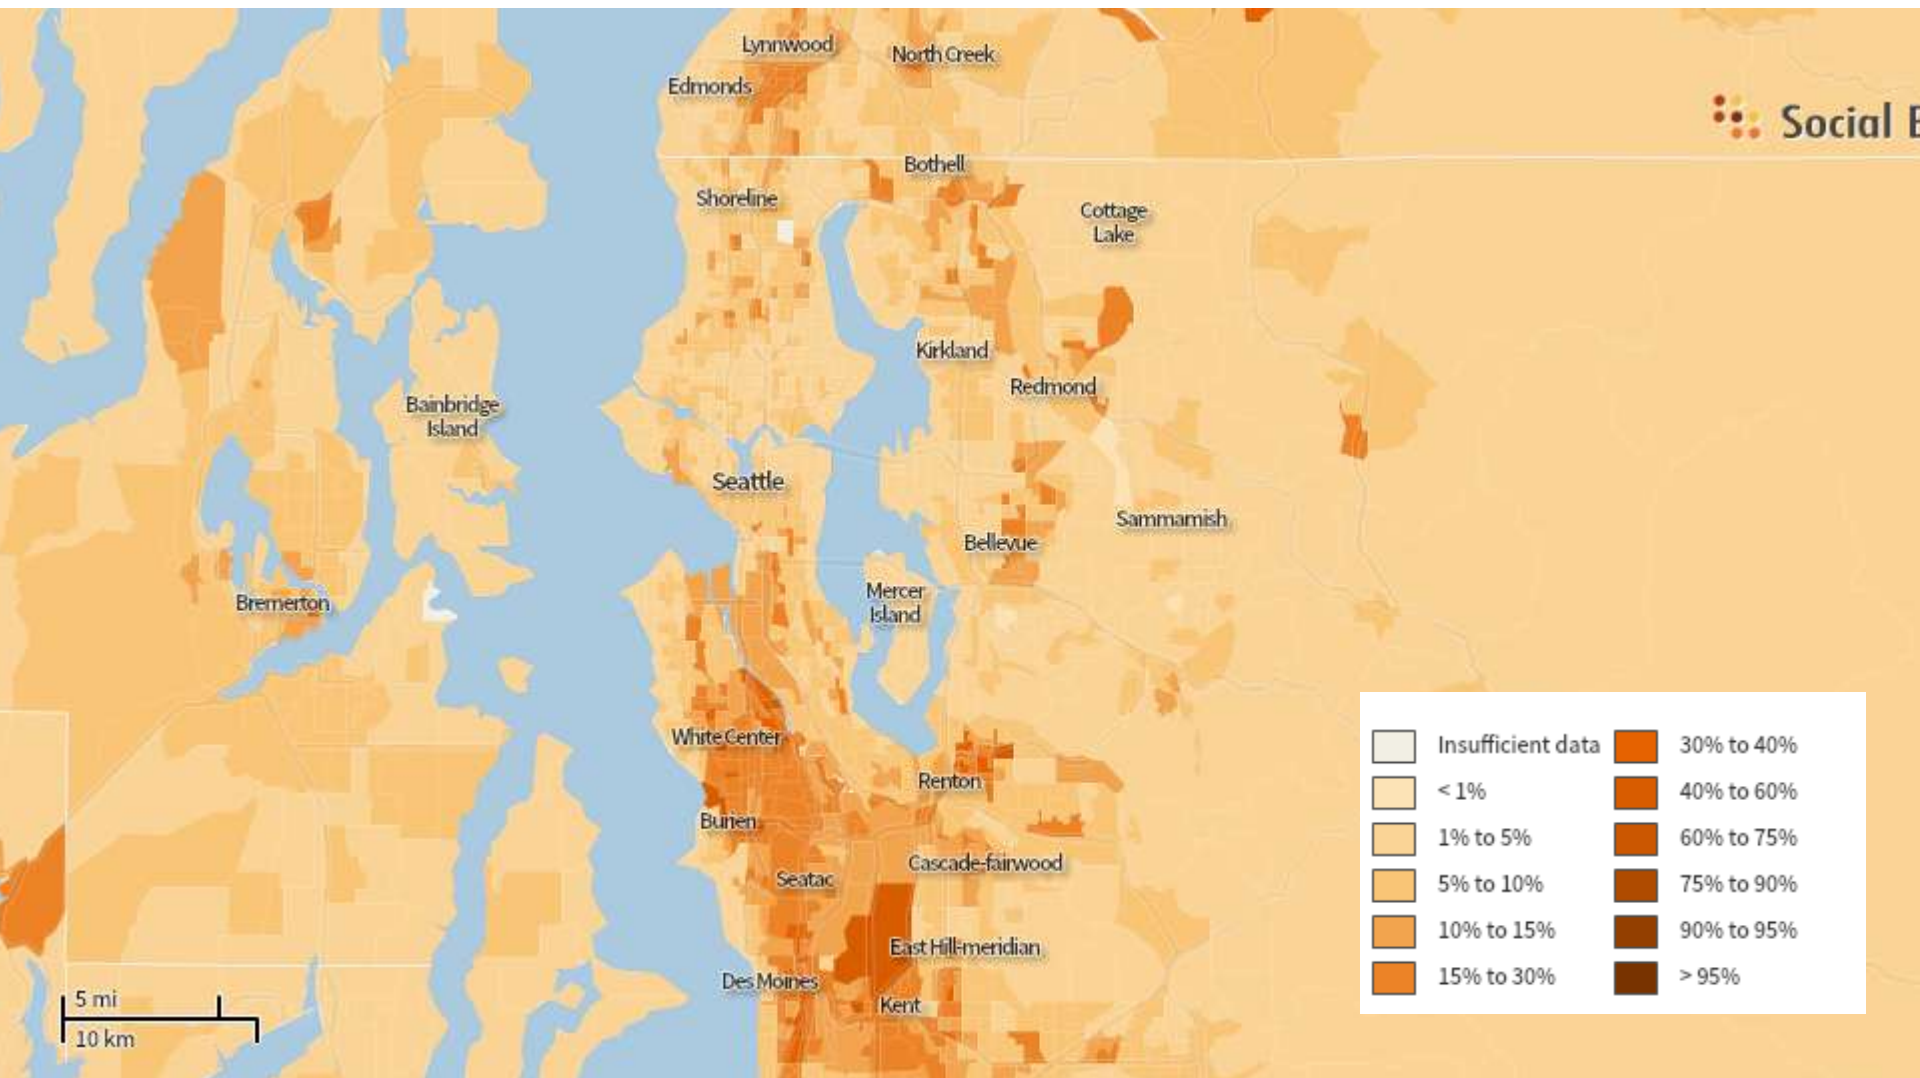 Lynnwood
North Creek
Edmonds
Social E
Bothell
Shoreline
Cottage
Lake
Kirkland
Redmond
Bainbridge
Island
Seattle
Sammamish
Bellevue
Mercer
Island
Bremerton
White Center
Renton
Burien
Cascade-fairwood
Seatac
East Hill-meridian
Des Moines
Kent
5 mi
10 km
Insufficient data
< 1%
1% to 5%
5% to 10%
10% to 15%
15% to 30%
30% to 40%
40% to 60%
60% to 75%
75% to 90%
90% to 95%
> 95%